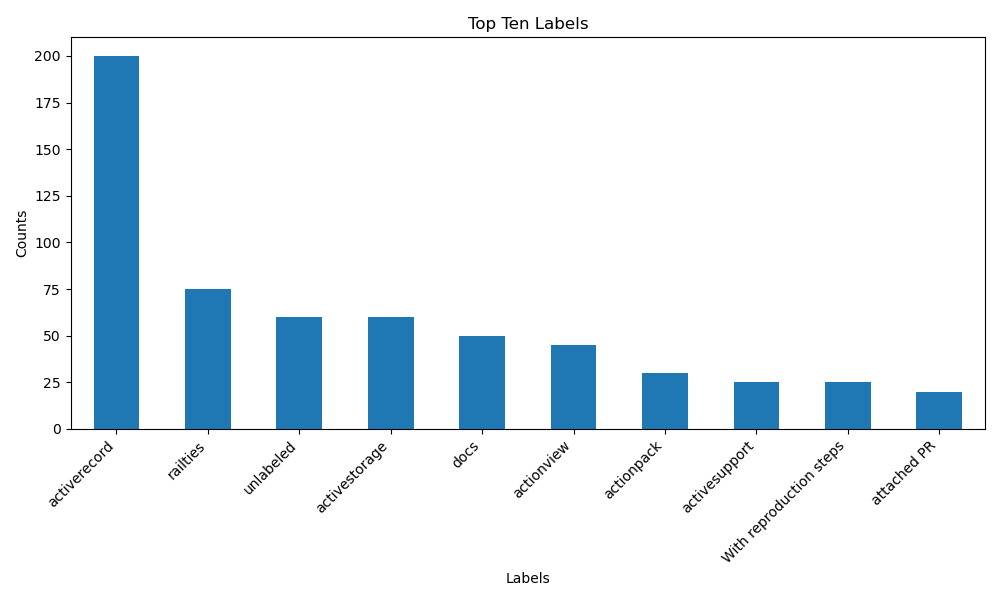 Top Ten Labels
Counts
200
175
150
125
100
75
50
25
0
activerecord
railties
unlabeled
activestorage
docs
actionview
actionpack
activesupport
With reproduction steps
attached PR
Labels